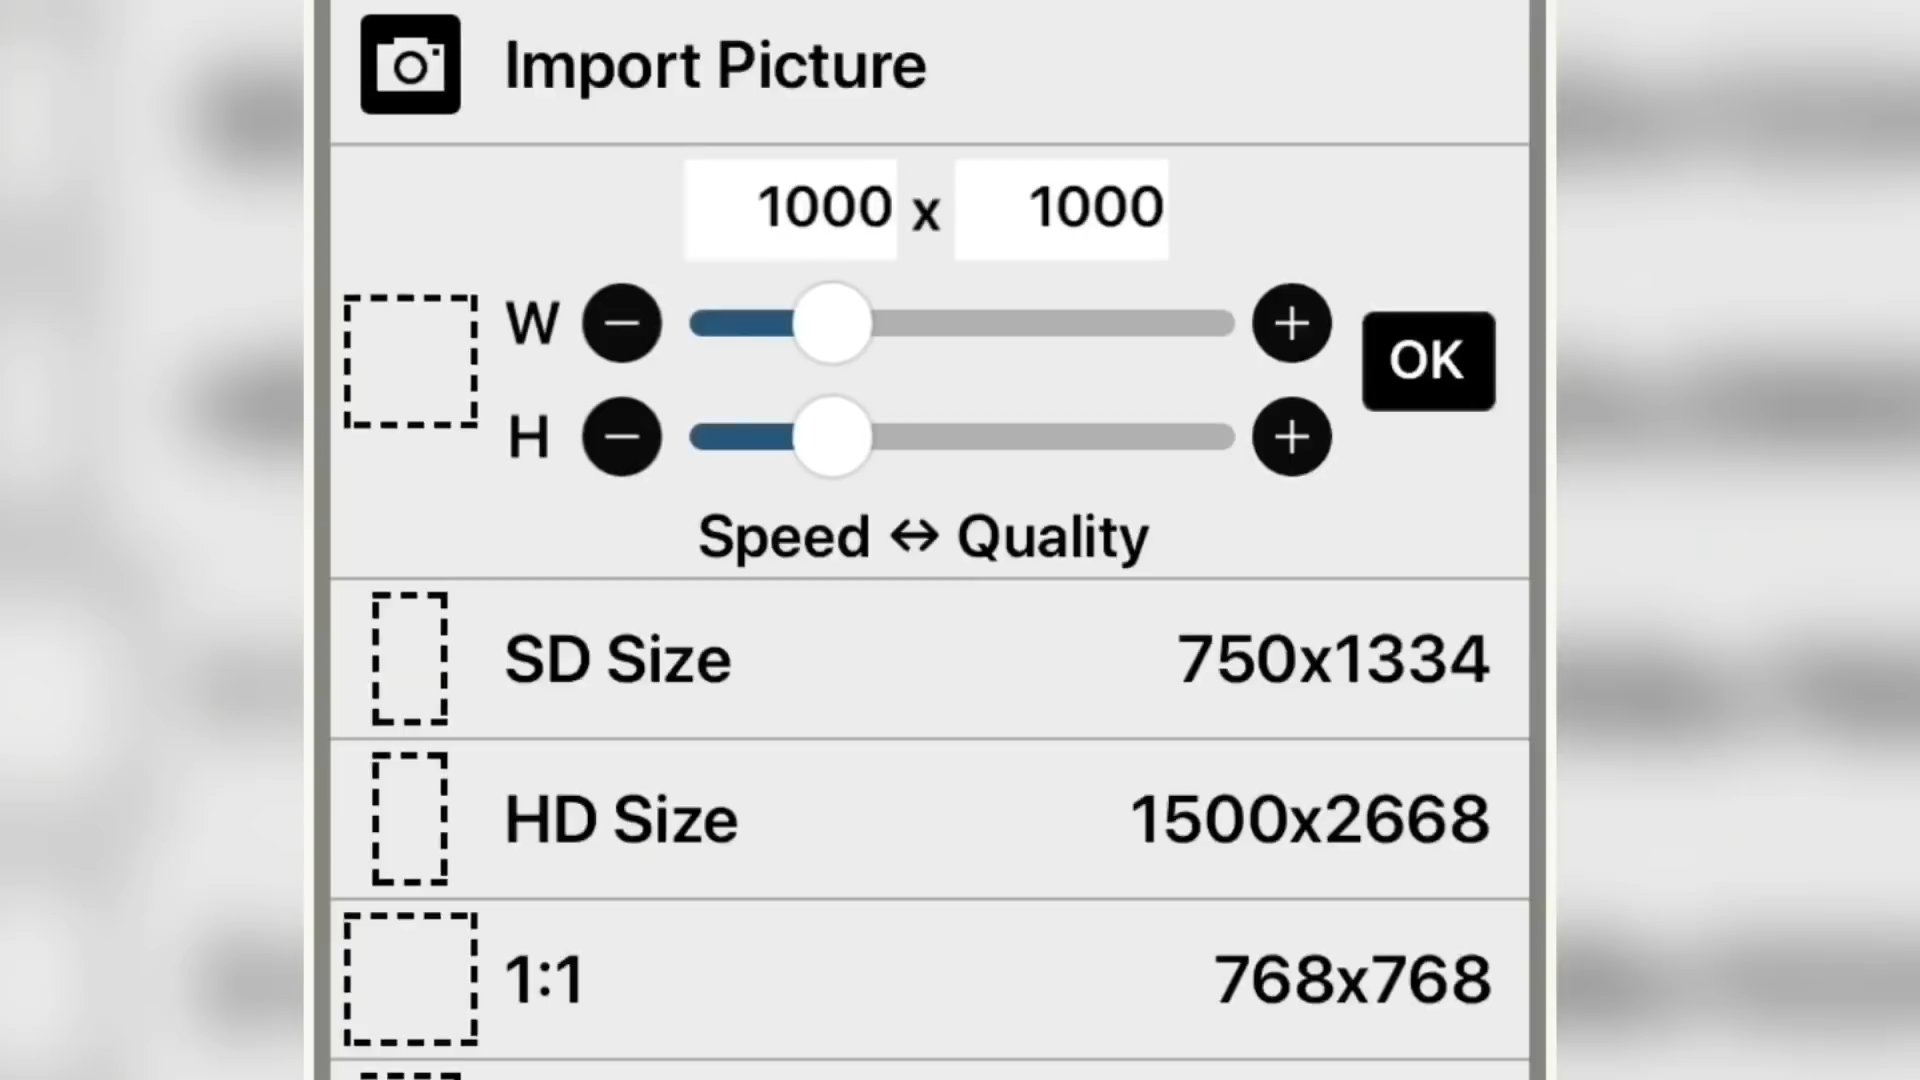 Import Picture
1000 x 1000
W
OK
H
Speed ↔ Quality
SD Size 750x1334
HD Size 1500x2668
1:1 768x768